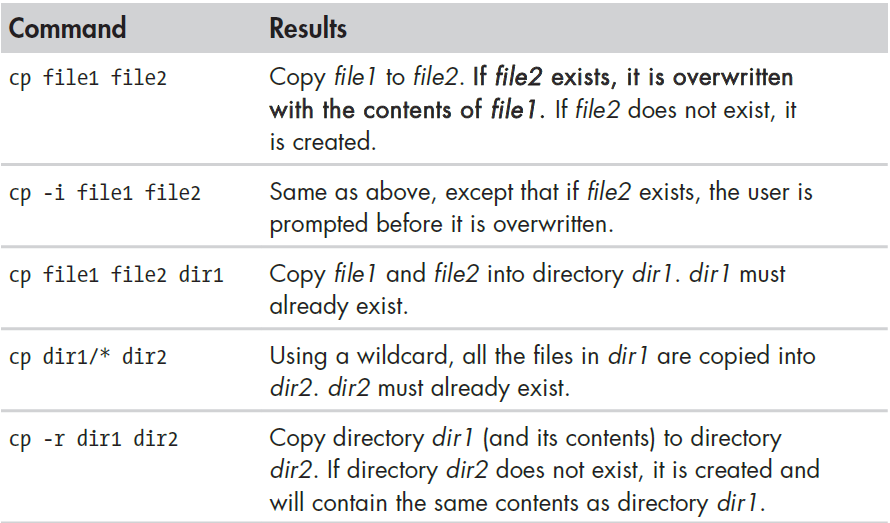 Command Results
cp file1 file2 Copy file1 to file2. If file2 exists, it is overwritten
with the contents of file1. If file2 does not exist, it
is created.
cp -i file1 file2 Same as above, except that if file2 exists, the user is
prompted before it is overwritten.
cp file1 file2 dir1 Copy file1 and file2 into directory dir1. dir1 must
already exist.
cp dir1/* dir2 Using a wildcard, all the files in dir1 are copied into
dir2. dir2 must already exist.
cp -r dir1 dir2 Copy directory dir1 (and its contents) to directory
dir2. If directory dir2 does not exist, it is created and
will contain the same contents as directory dir1.